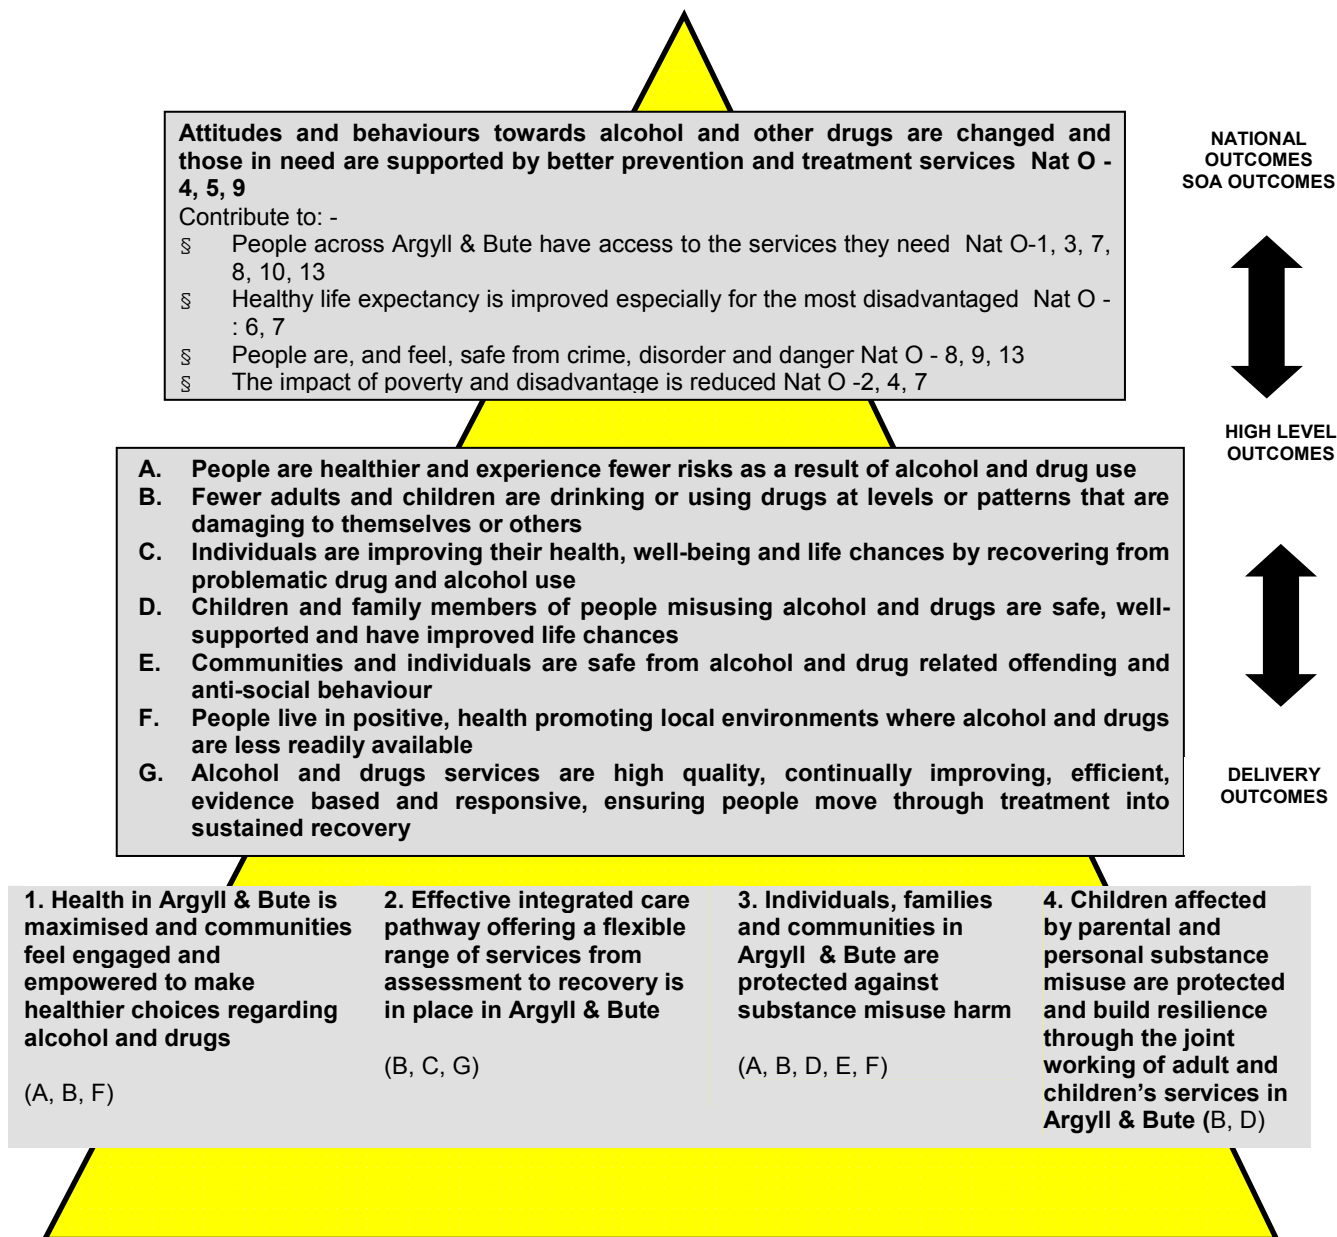 Attitudes and behaviours towards alcohol and other drugs are changed and
those in need are supported by better prevention and treatment services Nat O -
4, 5, 9
Contribute to: -
§ People across Argyll & Bute have access to the services they need Nat O-1, 3, 7,
8, 10, 13
§ Healthy life expectancy is improved especially for the most disadvantaged Nat O -
: 6, 7
§ People are, and feel, safe from crime, disorder and danger Nat O - 8, 9, 13
§ The impact of poverty and disadvantage is reduced Nat O -2, 4, 7
NATIONAL
OUTCOMES
SOA OUTCOMES
HIGH LEVEL
OUTCOMES
A. People are healthier and experience fewer risks as a result of alcohol and drug use
B. Fewer adults and children are drinking or using drugs at levels or patterns that are
damaging to themselves or others
C. Individuals are improving their health, well-being and life chances by recovering from
problematic drug and alcohol use
D. Children and family members of people misusing alcohol and drugs are safe, well-
supported and have improved life chances
E. Communities and individuals are safe from alcohol and drug related offending and
anti-social behaviour
F. People live in positive, health promoting local environments where alcohol and drugs
are less readily available
G. Alcohol and drugs services are high quality, continually improving, efficient,
evidence based and responsive, ensuring people move through treatment into
sustained recovery
DELIVERY
OUTCOMES
1. Health in Argyll & Bute is
maximised and communities
feel engaged and
empowered to make
healthier choices regarding
alcohol and drugs
(A, B, F)
2. Effective integrated care
pathway offering a flexible
range of services from
assessment to recovery is
in place in Argyll & Bute
(B, C, G)
3. Individuals, families
and communities in
Argyll & Bute are
protected against
substance misuse harm
(A, B, D, E, F)
4. Children affected
by parental and
personal substance
misuse are protected
and build resilience
through the joint
working of adult and
children's services in
Argyll & Bute (B, D)